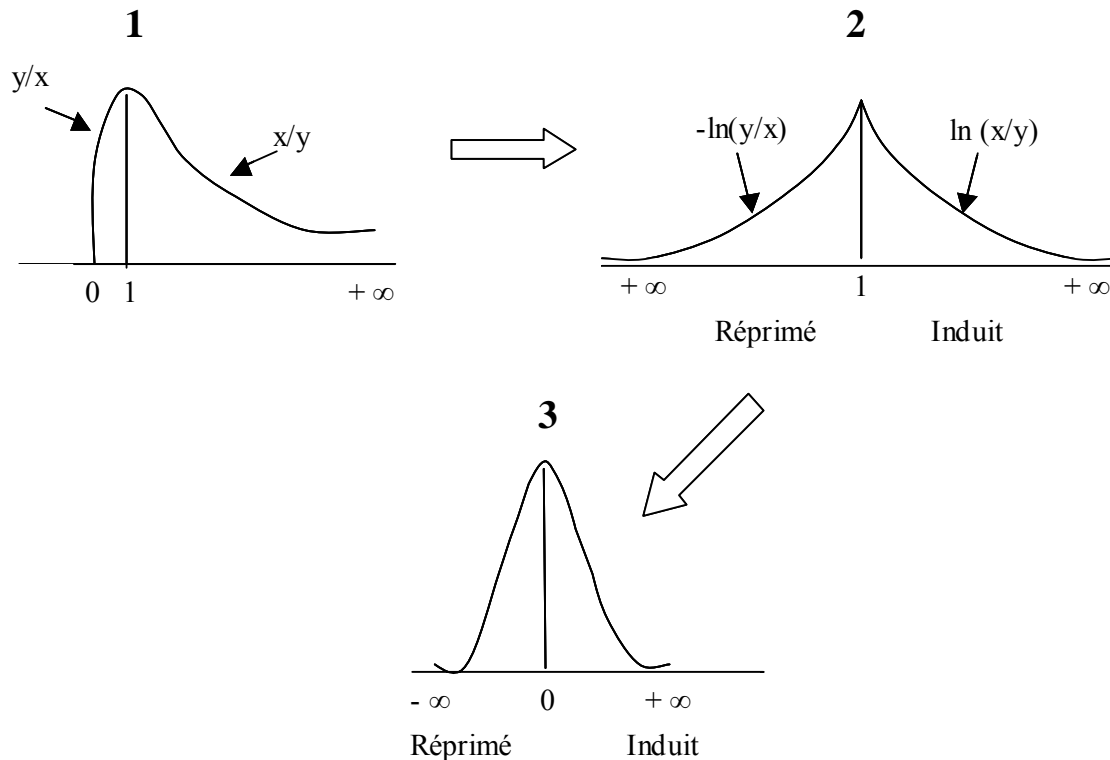 1
y/x
x/y
0 1 + ∞
2
-ln(y/x) ln (x/y)
+ ∞ 1 + ∞
Réprimé Induit
3
- ∞ 0 + ∞
Réprimé Induit